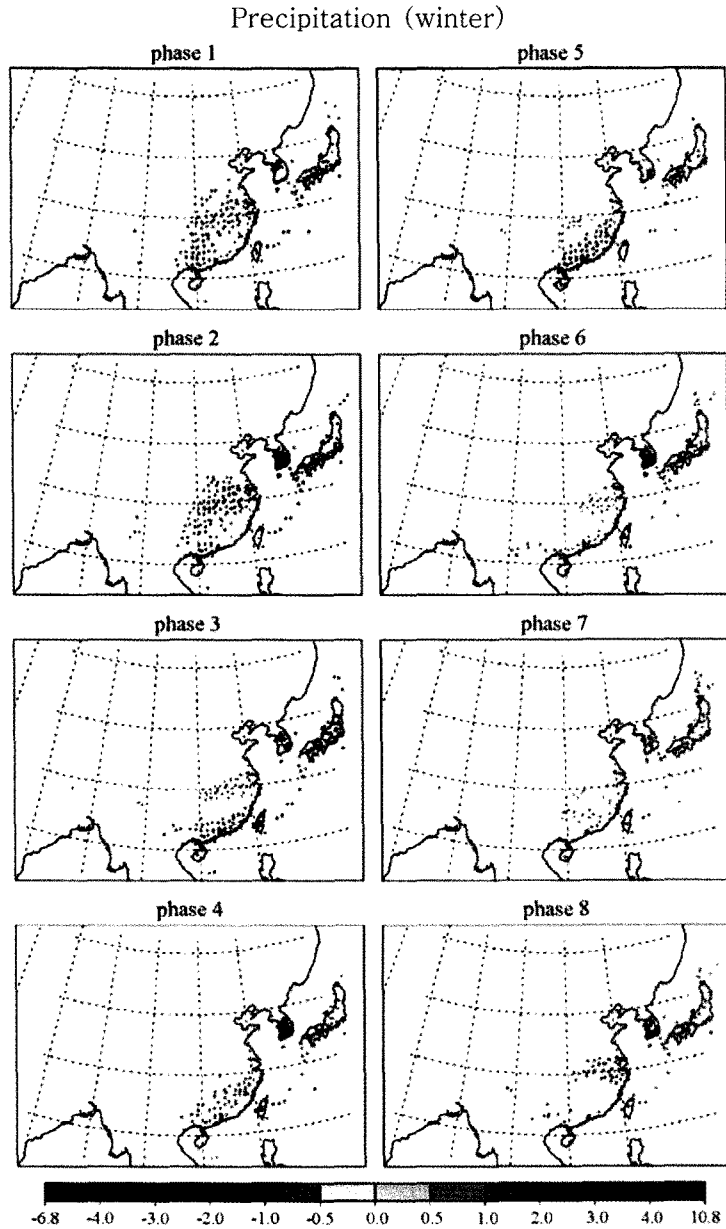 Precipitation (winter)
phase 1
phase 5
phase 2
phase 6
phase 3
phase 7
phase 4
phase 8
-6.8 -4.0 -3.0 -2.0 -1.0 -0.5 0.0 0.5 1.0 2.0 3.0 4.0 10.8